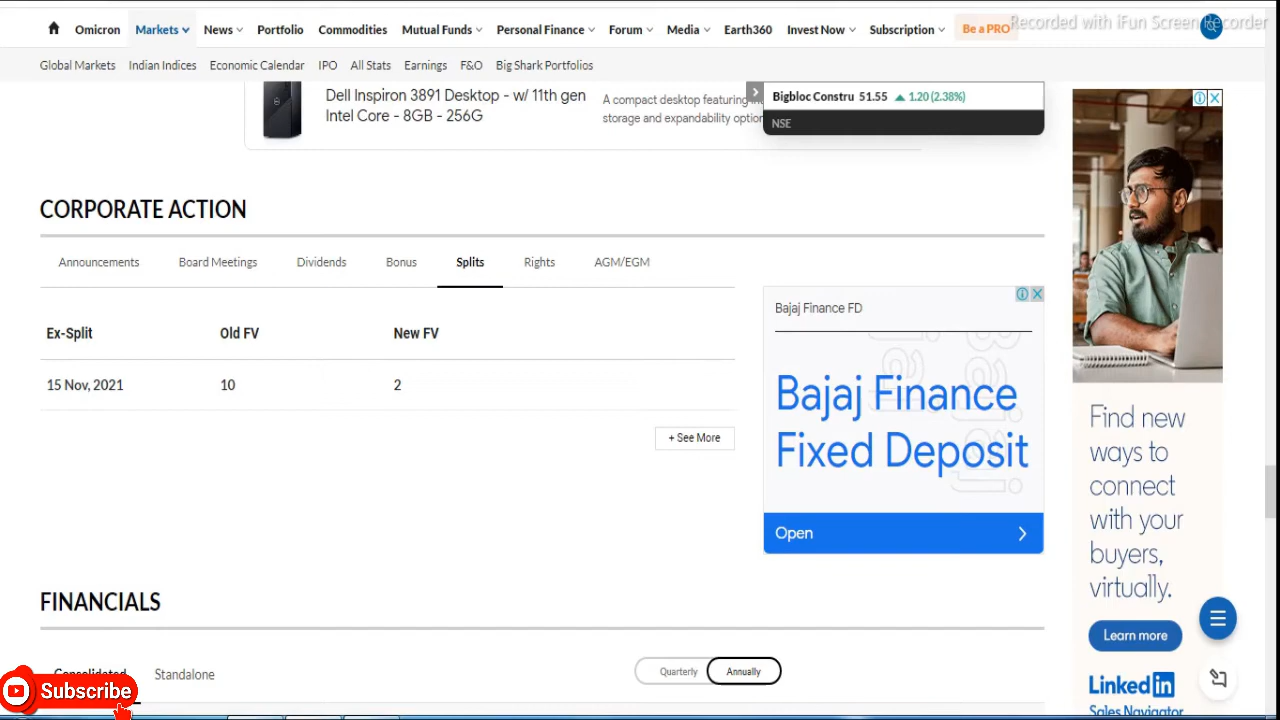 Omicron Markets News Portfolio Commodities Mutual Funds Personal Finance Forum Media Earth360 Invest Now Subscription Be a PRO
Recorded with iFun Screen Recorder
Global Markets Indian Indices Economic Calendar IPO All Stats Earnings F&O Big Shark Portfolios
Dell Inspiron 3891 Desktop - w/ 11th gen
Intel Core - 8GB - 256G
A compact desktop featuring
storage and expandability
Bigbloc Constru 51.55 1.20 (2.38%)
NSE
CORPORATE ACTION
Announcements Board Meetings Dividends Bonus Splits Rights AGM/EGM
Ex-Split Old FV New FV
15 Nov, 2021 10 2
+ See More
Bajaj Finance FD
Bajaj Finance
Fixed Deposit
Open
Find new
ways to
connect
with your
buyers,
virtually.
Learn more
Linkedin
Sales Navigator
FINANCIALS
Consolidated Standalone Quarterly Annually
Subscribe